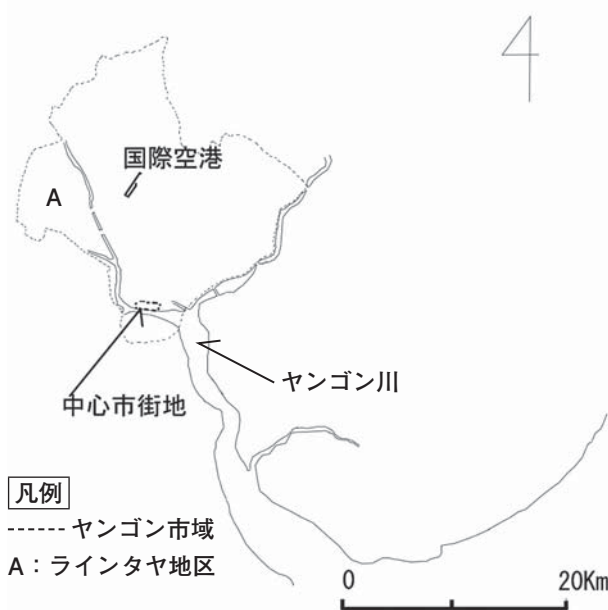 国際空港
A
ヤンゴン川
中心市街地
凡例
------ ヤンゴン市域
A：ラインタヤ地区
0 20Km